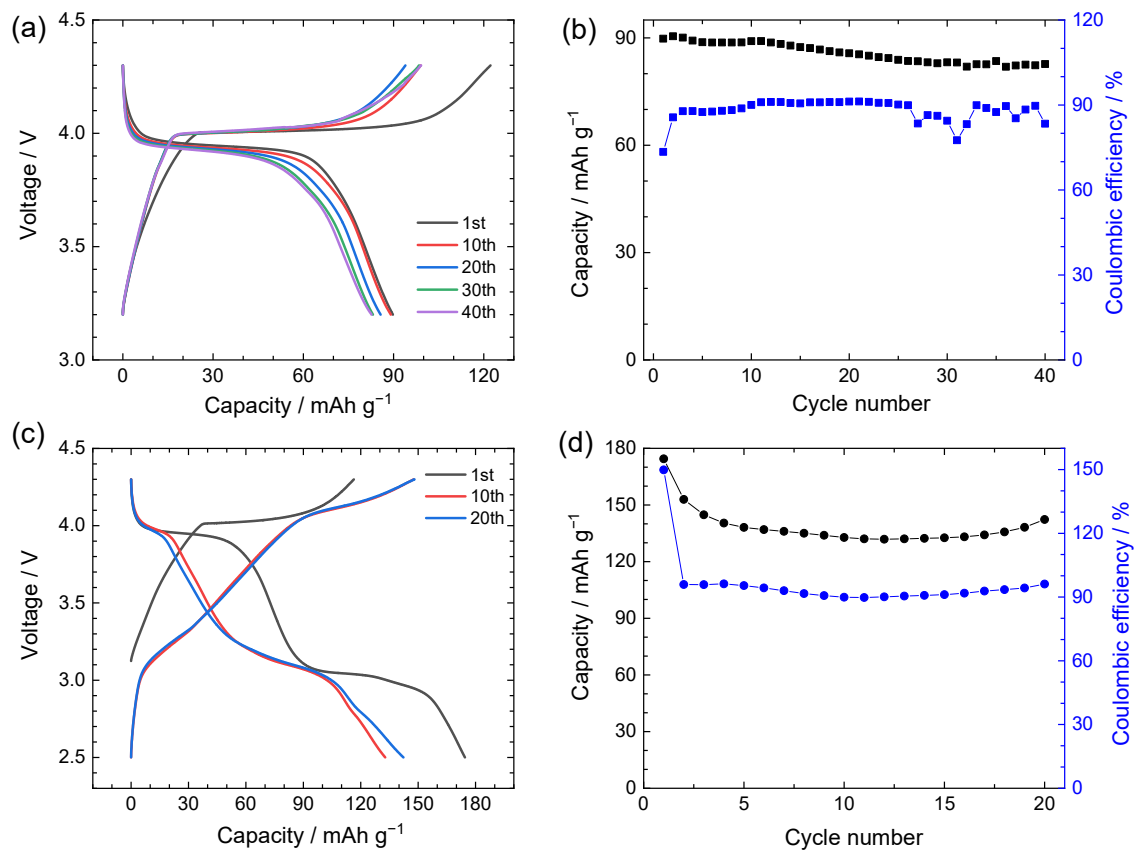 (a)
4.5
4.0
3.5
3.0
Voltage / V
1st
10th
20th
30th
40th
0 30 60 90 120
Capacity / mAh g⁻¹
(b)
90
60
30
0
Capacity / mAh g⁻¹
120
90
60
30
0
Coulombic efficiency / %
0 10 20 30 40
Cycle number
(c)
4.5
4.0
3.5
3.0
2.5
Voltage / V
1st
10th
20th
0 30 60 90 120 150 180
Capacity / mAh g⁻¹
(d)
180
150
120
90
60
30
0
Capacity / mAh g⁻¹
150
120
90
60
30
0
Coulombic efficiency / %
0 5 10 15 20
Cycle number